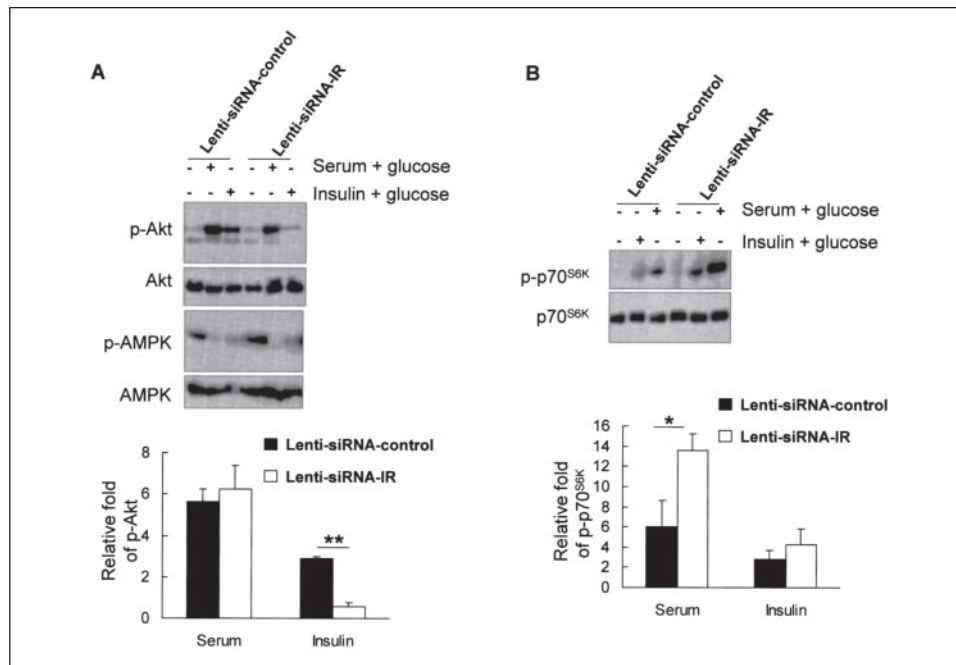 A
Lenti-siRNA-control
Lenti-siRNA-IR
- + - - + - Serum + glucose
- - + - - + Insulin + glucose
p-Akt
Akt
p-AMPK
AMPK
Lenti-siRNA-control
Lenti-siRNA-IR
Relative fold
of p-Akt
8
6
4
2
0
**
Serum
Insulin
B
Lenti-siRNA-control
Lenti-siRNA-IR
- - + - - + Serum + glucose
- + - - + - Insulin + glucose
p-p70S6K
p70S6K
Lenti-siRNA-control
Lenti-siRNA-IR
Relative fold
of p-p70S6K
16
14
12
10
8
6
4
2
0
*
Serum
Insulin